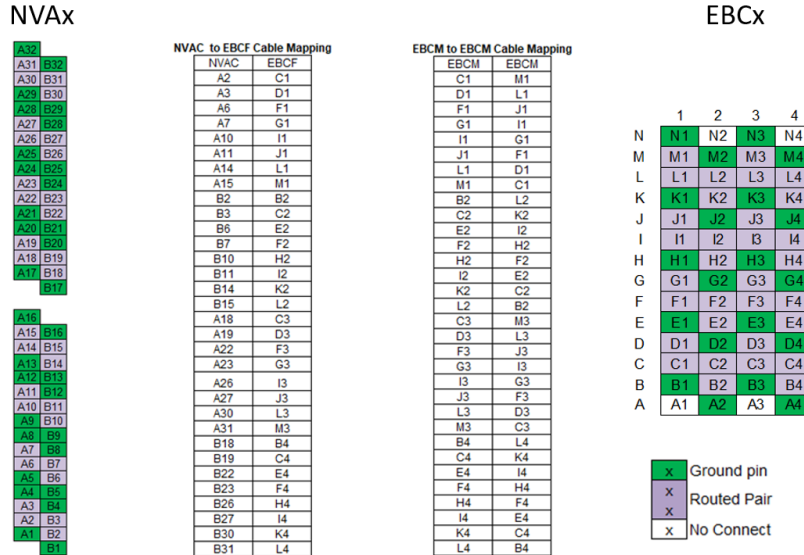 NVAx
EBCx
A32
A31 B32
A30 B31
A29 B30
A28 B29
A27 B28
A26 B27
A25 B26
A24 B25
A23 B24
A22 B23
A21 B22
A20 B21
A19 B20
A18 B19
A17 B18
B17
A16
A15 B16
A14 B15
A13 B14
A12 B13
A11 B12
A10 B11
A9 B10
A8 B9
A7 B8
A6 B7
A5 B6
A4 B5
A3 B4
A2 B3
A1 B2
B1
NVAC to EBCF Cable Mapping
NVAC EBCF
A2 C1
A3 D1
A6 F1
A7 G1
A10 I1
A11 J1
A14 L1
A15 M1
B2 B2
B3 C2
B6 E2
B7 F2
B10 H2
B11 I2
B14 K2
B15 L2
A18 C3
A19 D3
A22 F3
A23 G3
A26 I3
A27 J3
A30 L3
A31 M3
B18 B4
B19 C4
B22 E4
B23 F4
B26 H4
B27 I4
B30 K4
B31 L4
EBCM to EBCM Cable Mapping
EBCM EBCM
C1 M1
D1 L1
F1 J1
G1 I1
I1 G1
J1 F1
L1 D1
M1 C1
B2 L2
C2 K2
E2 I2
F2 H2
H2 F2
I2 E2
K2 C2
L2 B2
C3 M3
D3 L3
F3 J3
G3 I3
I3 G3
J3 F3
L3 D3
M3 C3
B4 L4
C4 K4
E4 I4
F4 H4
H4 F4
I4 E4
K4 C4
L4 B4
1 2 3 4
N N1 N2 N3 N4
M M1 M2 M3 M4
L L1 L2 L3 L4
K K1 K2 K3 K4
J J1 J2 J3 J4
I I1 I2 I3 I4
H H1 H2 H3 H4
G G1 G2 G3 G4
F F1 F2 F3 F4
E E1 E2 E3 E4
D D1 D2 D3 D4
C C1 C2 C3 C4
B B1 B2 B3 B4
A A1 A2 A3 A4
x Ground pin
x Routed Pair
x
x No Connect